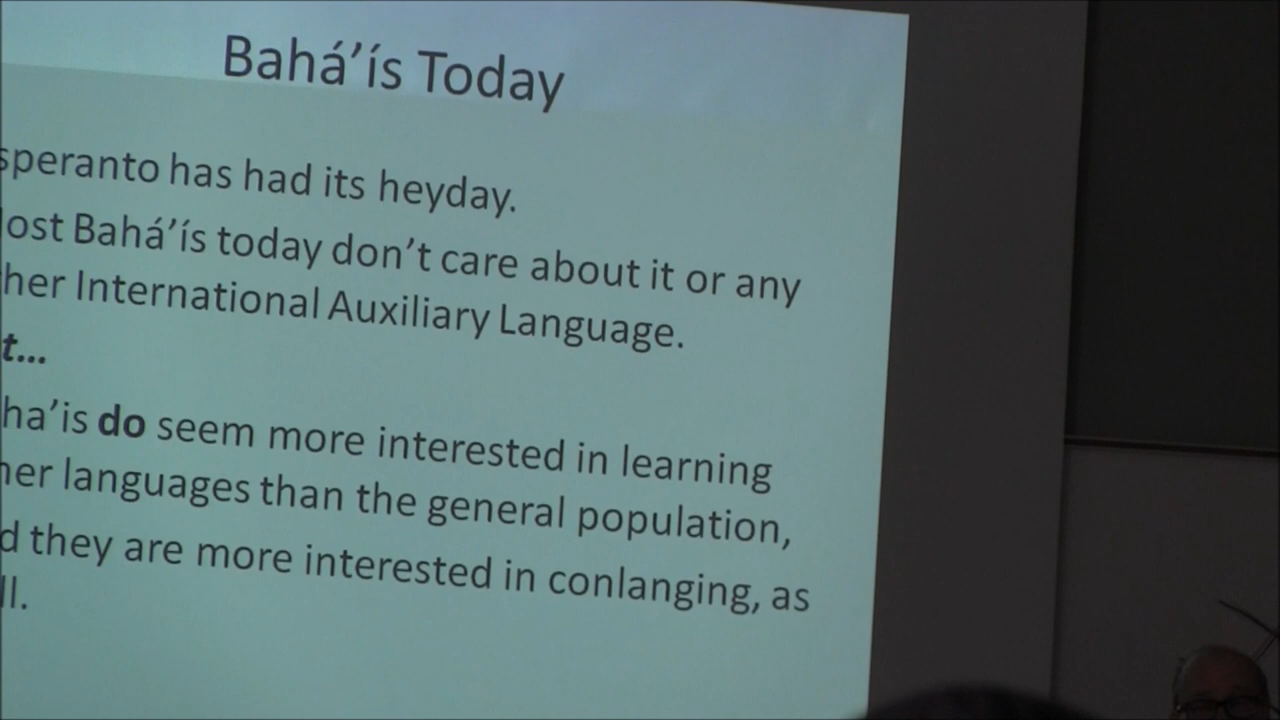 Bahá’ís Today
speranto has had its heyday.
ost Bahá’ís today don’t care about it or any
her International Auxiliary Language.
t...
ha’is do seem more interested in learning
her languages than the general population,
d they are more interested in conlanging, as
ll.